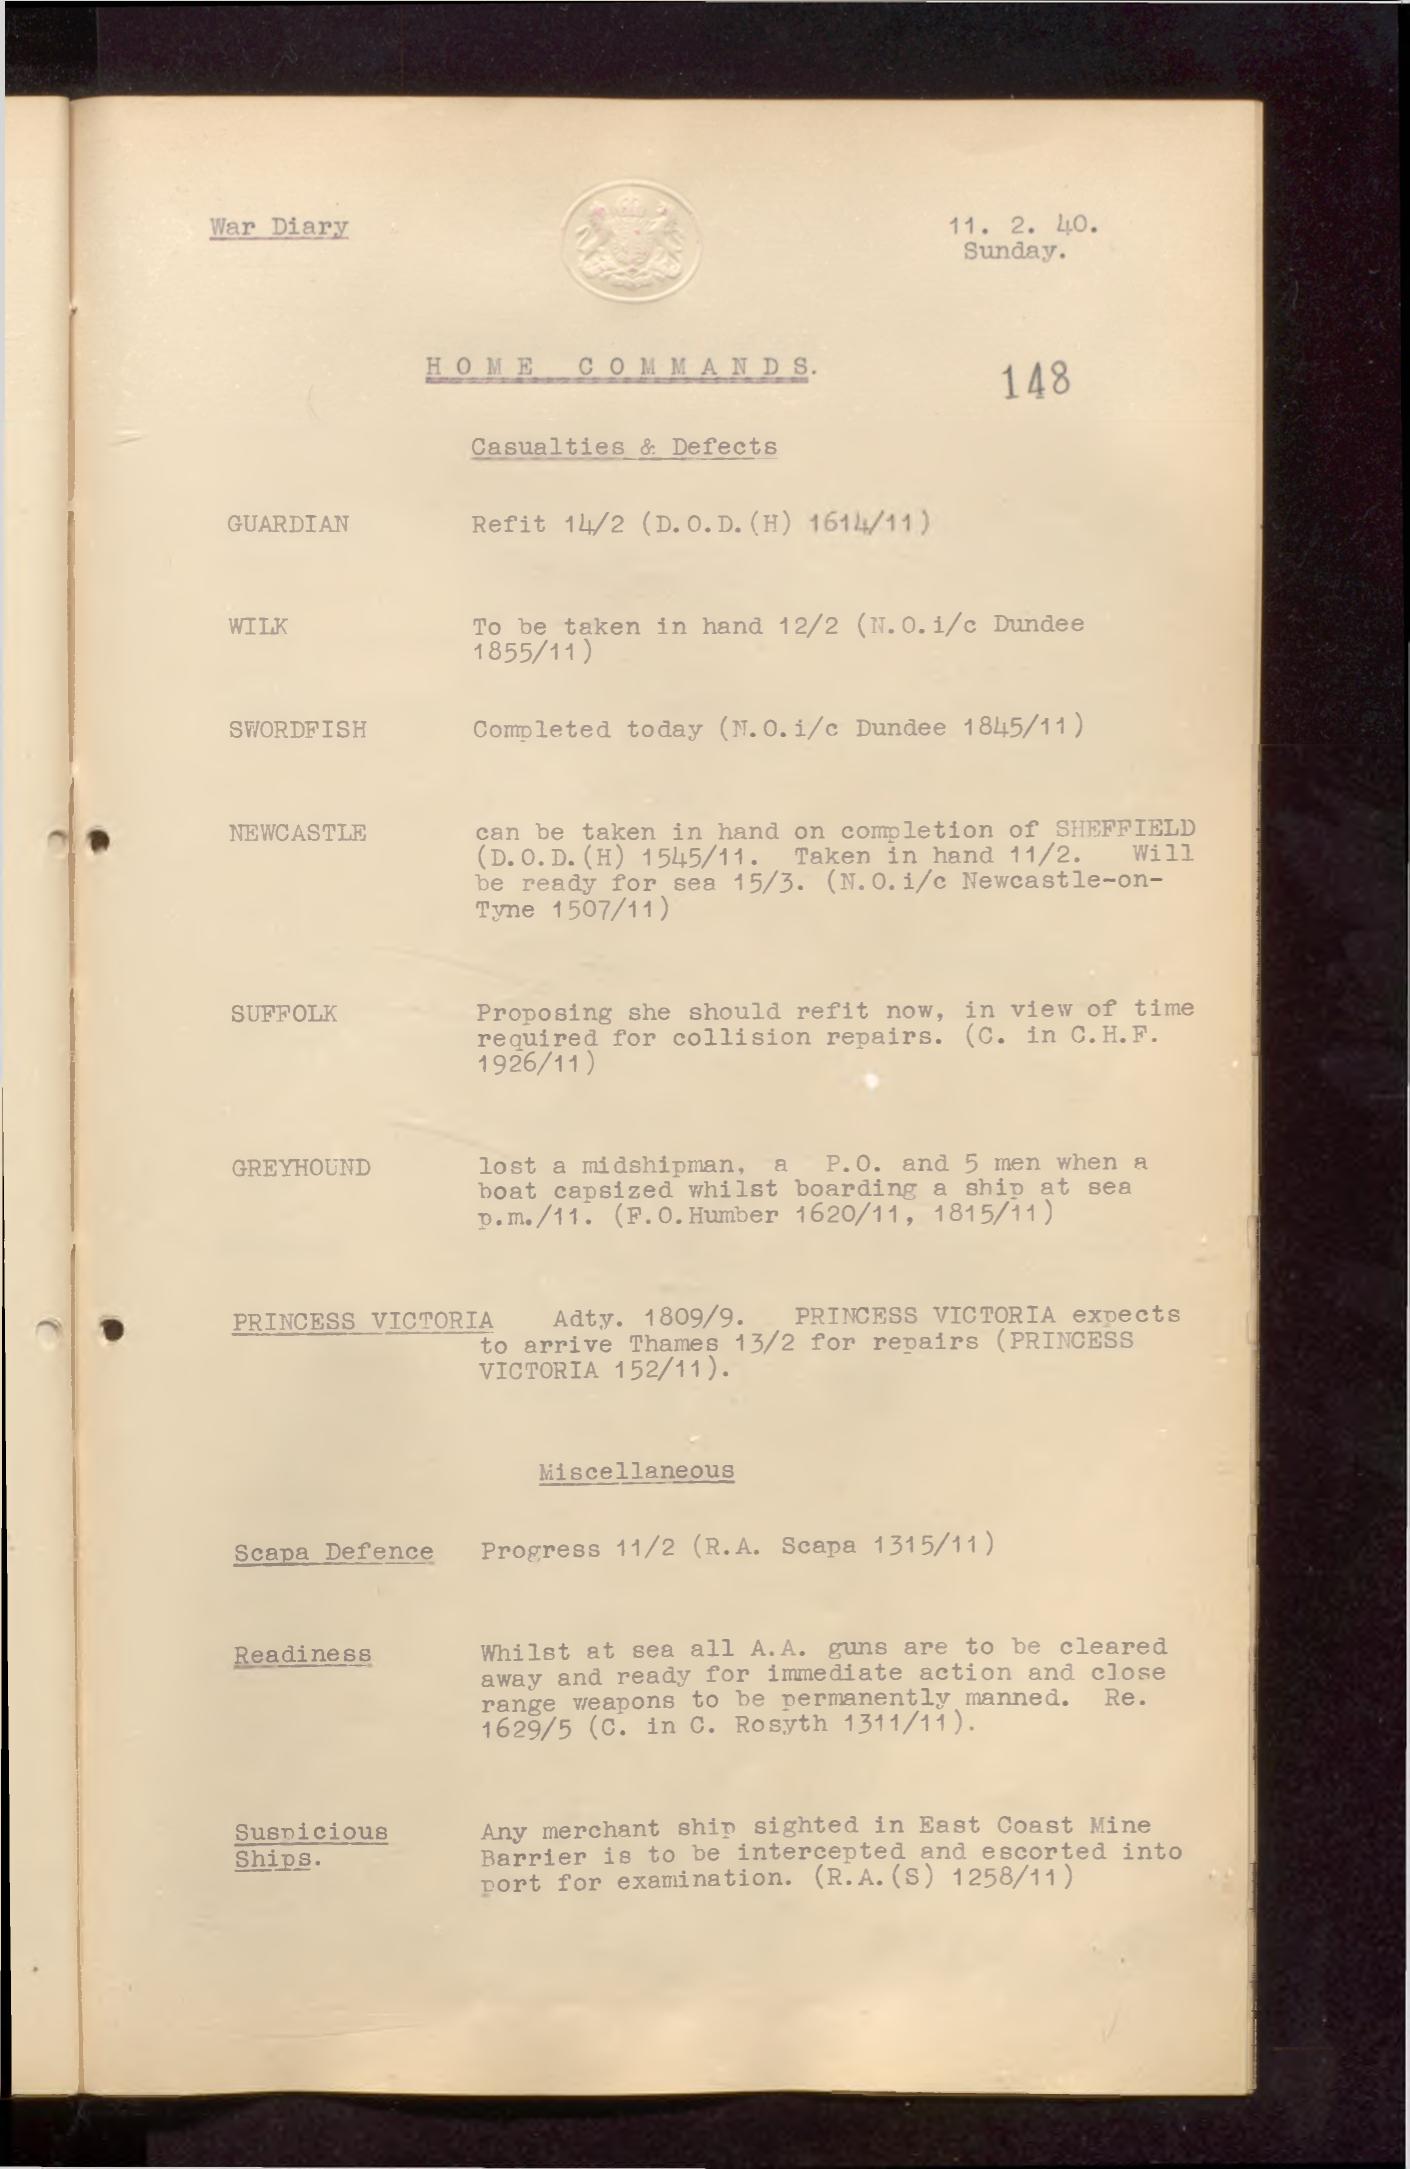 War Diary
11. 2. 40.
Sunday.
HOME COMMANDS.
148
Casualties & Defects
GUARDIAN Refit 14/2 (D.O.D.(H) 1614/11)
WILK To be taken in hand 12/2 (N.O.i/c Dundee
1855/11)
SWORDFISH Completed today (N.O.i/c Dundee 1845/11)
NEWCASTLE can be taken in hand on completion of SHEFFIELD
(D.O.D.(H) 1545/11. Taken in hand 11/2. Will
be ready for sea 15/3. (N.O.i/c Newcastle-on-
Tyne 1507/11)
SUFFOLK Proposing she should refit now, in view of time
required for collision repairs. (C. in C.H.F.
1926/11)
GREYHOUND lost a midshipman, a P.O. and 5 men when a
boat capsized whilst boarding a ship at sea
p.m./11. (F.O.Humber 1620/11, 1815/11)
PRINCESS VICTORIA Adty. 1809/9. PRINCESS VICTORIA expects
to arrive Thames 13/2 for repairs (PRINCESS
VICTORIA 152/11).
Miscellaneous
Scapa Defence Progress 11/2 (R.A. Scapa 1315/11)
Readiness Whilst at sea all A.A. guns are to be cleared
away and ready for immediate action and close
range weapons to be permanently manned. Re.
1629/5 (C. in C. Rosyth 1311/11).
Suspicious Any merchant ship sighted in East Coast Mine
Ships. Barrier is to be intercepted and escorted into
port for examination. (R.A.(S) 1258/11)